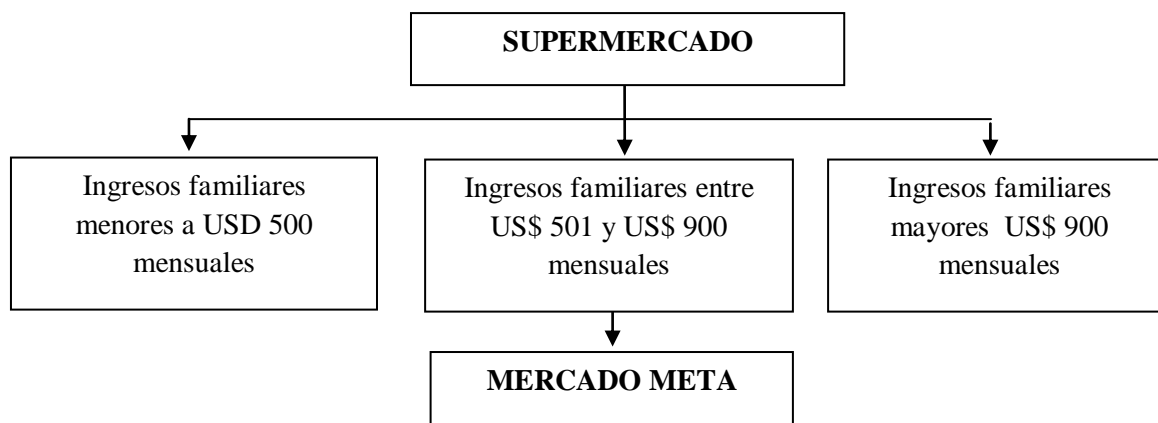 SUPERMERCADO
Ingresos familiares
menores a USD 500
mensuales
Ingresos familiares entre
US$ 501 y US$ 900
mensuales
Ingresos familiares
mayores  US$ 900
mensuales
MERCADO META